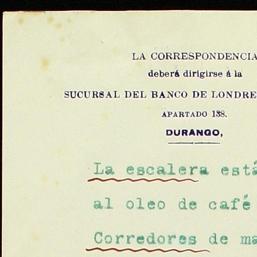 LA CORRESPONDENCIA
deberá dirigirse á la
SUCURSAL DEL BANCO DE LONDRE
APARTADO 138.
DURANGO,
La escalera está
al oleo de café
Corredores de ma